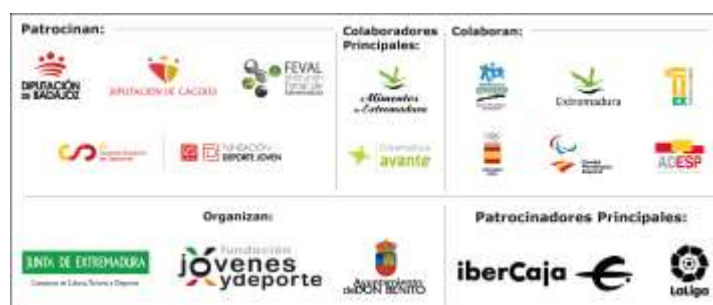 Patrocinan:
DIPUTACIÓN
DE BADAJOZ
DIPUTACIÓN DE CÁCERES
FEVAL
Colaboradores
Principales:
Alimentos
de Extremadura
Extremadura
avante
Colaboran:
Extremadura
ADESP
FUNDACIÓN
DEPORTE JOVEN
Organizan:
JUNTA DE EXTREMADURA
fundación
jóvenes
ydeporte
Ayuntamiento
de DON BENITO
Patrocinadores Principales:
iberCaja
LaLiga